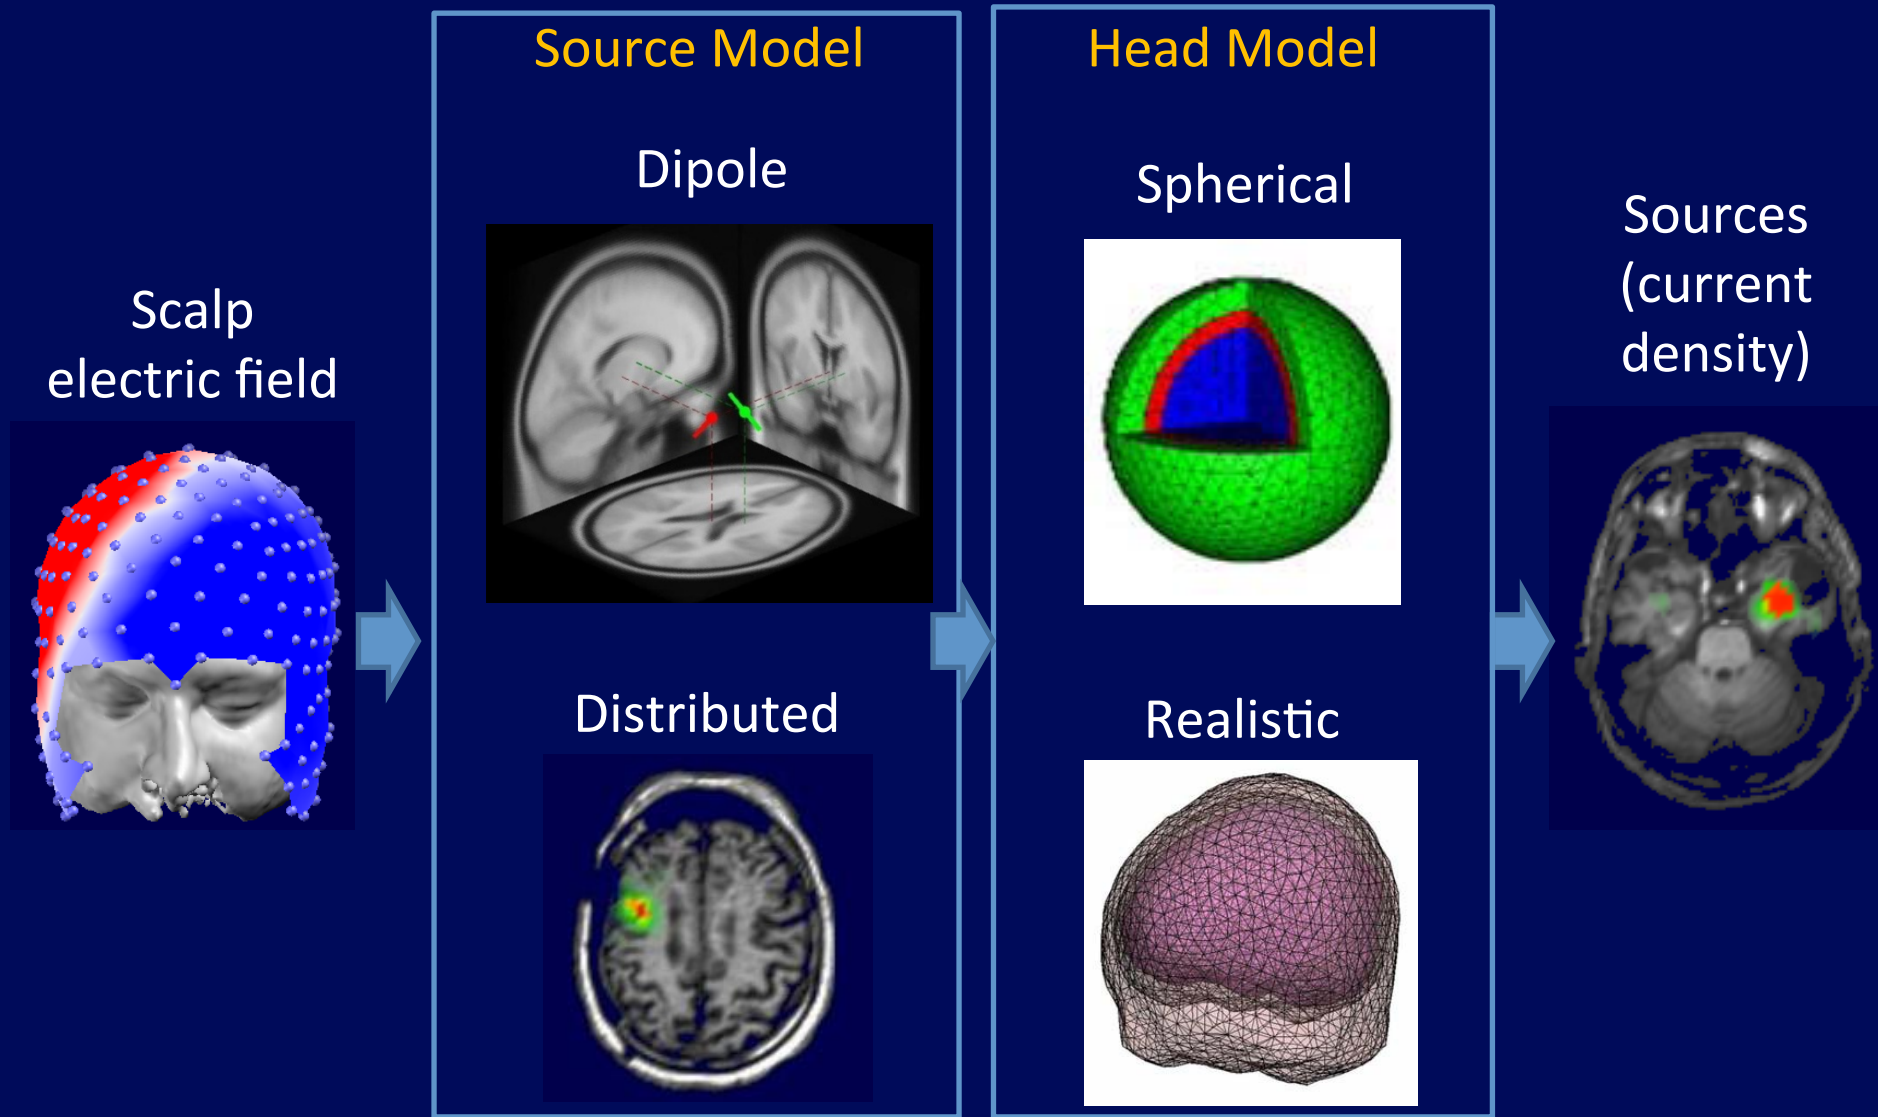 Scalp
electric field
Source Model
Dipole
Distributed
Head Model
Spherical
Realistic
Sources
(current
density)